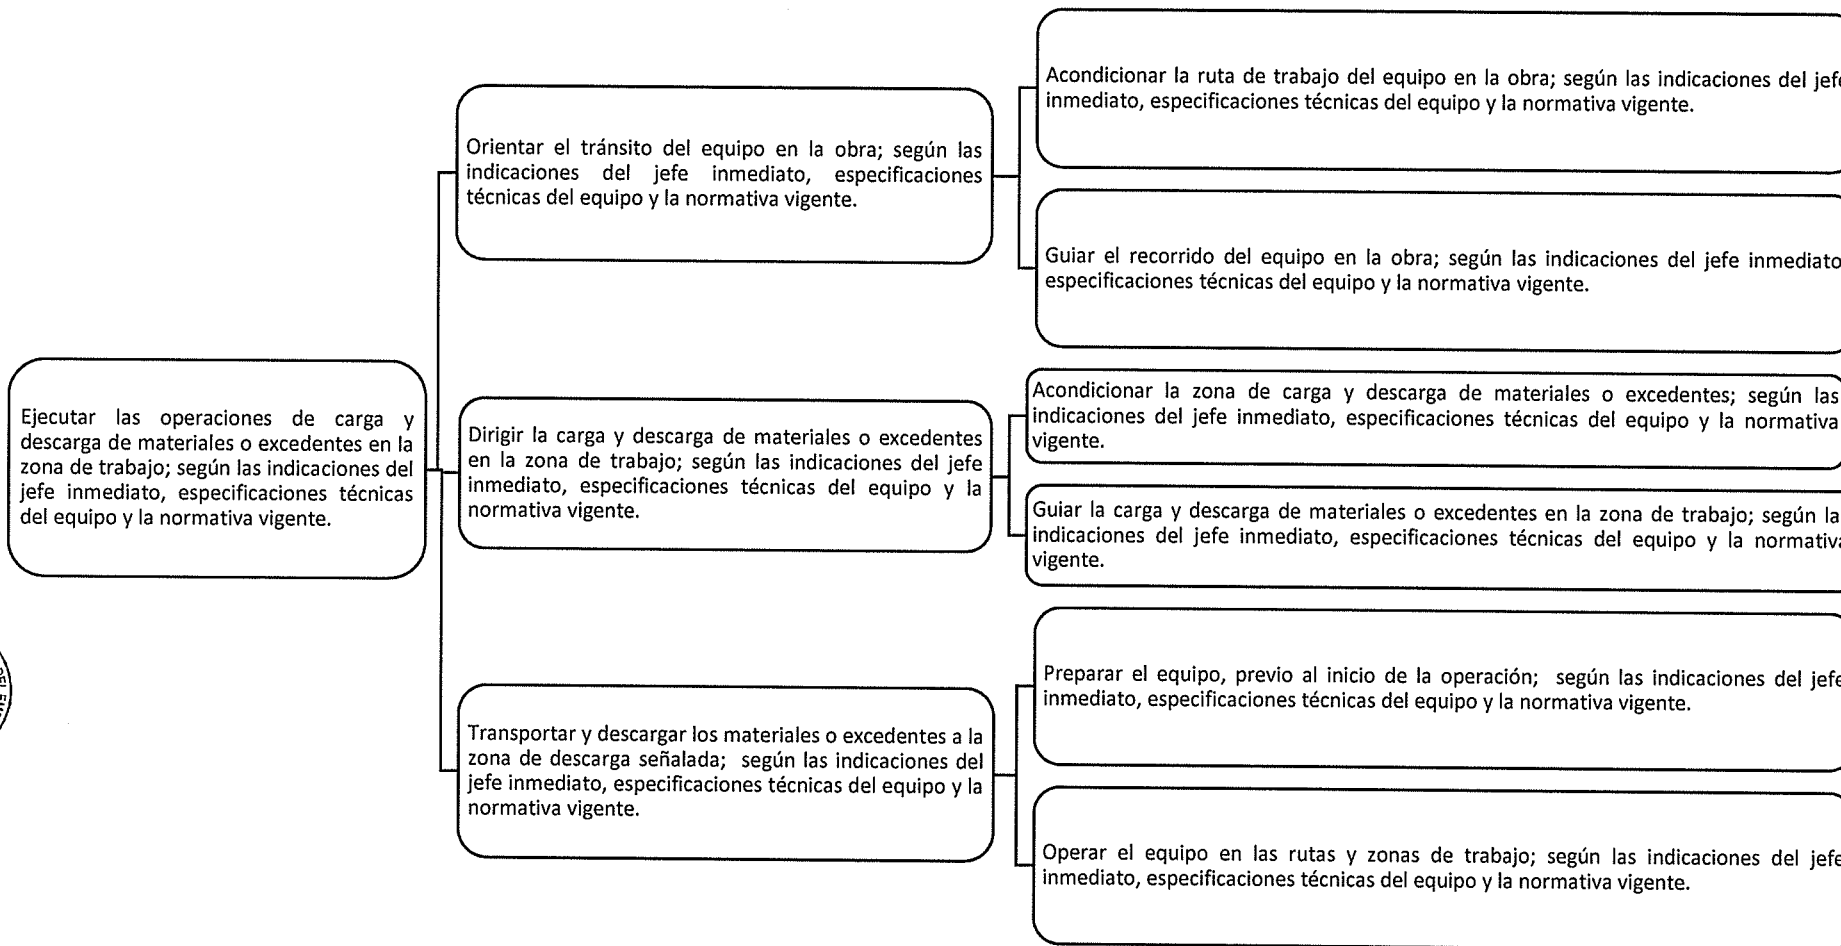 Ejecutar las operaciones de carga y
descarga de materiales o excedentes en la
zona de trabajo; según las indicaciones del
jefe inmediato, especificaciones técnicas
del equipo y la normativa vigente.
Orientar el tránsito del equipo en la obra; según las
indicaciones del jefe inmediato, especificaciones
técnicas del equipo y la normativa vigente.
Acondicionar la ruta de trabajo del equipo en la obra; según las indicaciones del jefe
inmediato, especificaciones técnicas del equipo y la normativa vigente.
Guiar el recorrido del equipo en la obra; según las indicaciones del jefe inmediato
especificaciones técnicas del equipo y la normativa vigente.
Dirigir la carga y descarga de materiales o excedentes
en la zona de trabajo; según las indicaciones del jefe
inmediato, especificaciones técnicas del equipo y la
normativa vigente.
Acondicionar la zona de carga y descarga de materiales o excedentes; según las
indicaciones del jefe inmediato, especificaciones técnicas del equipo y la normativa
vigente.
Guiar la carga y descarga de materiales o excedentes en la zona de trabajo; según la
indicaciones del jefe inmediato, especificaciones técnicas del equipo y la normativa
vigente.
Transportar y descargar los materiales o excedentes a la
zona de descarga señalada; según las indicaciones del
jefe inmediato, especificaciones técnicas del equipo y la
normativa vigente.
Preparar el equipo, previo al inicio de la operación; según las indicaciones del jefe
inmediato, especificaciones técnicas del equipo y la normativa vigente.
Operar el equipo en las rutas y zonas de trabajo; según las indicaciones del jefe
inmediato, especificaciones técnicas del equipo y la normativa vigente.